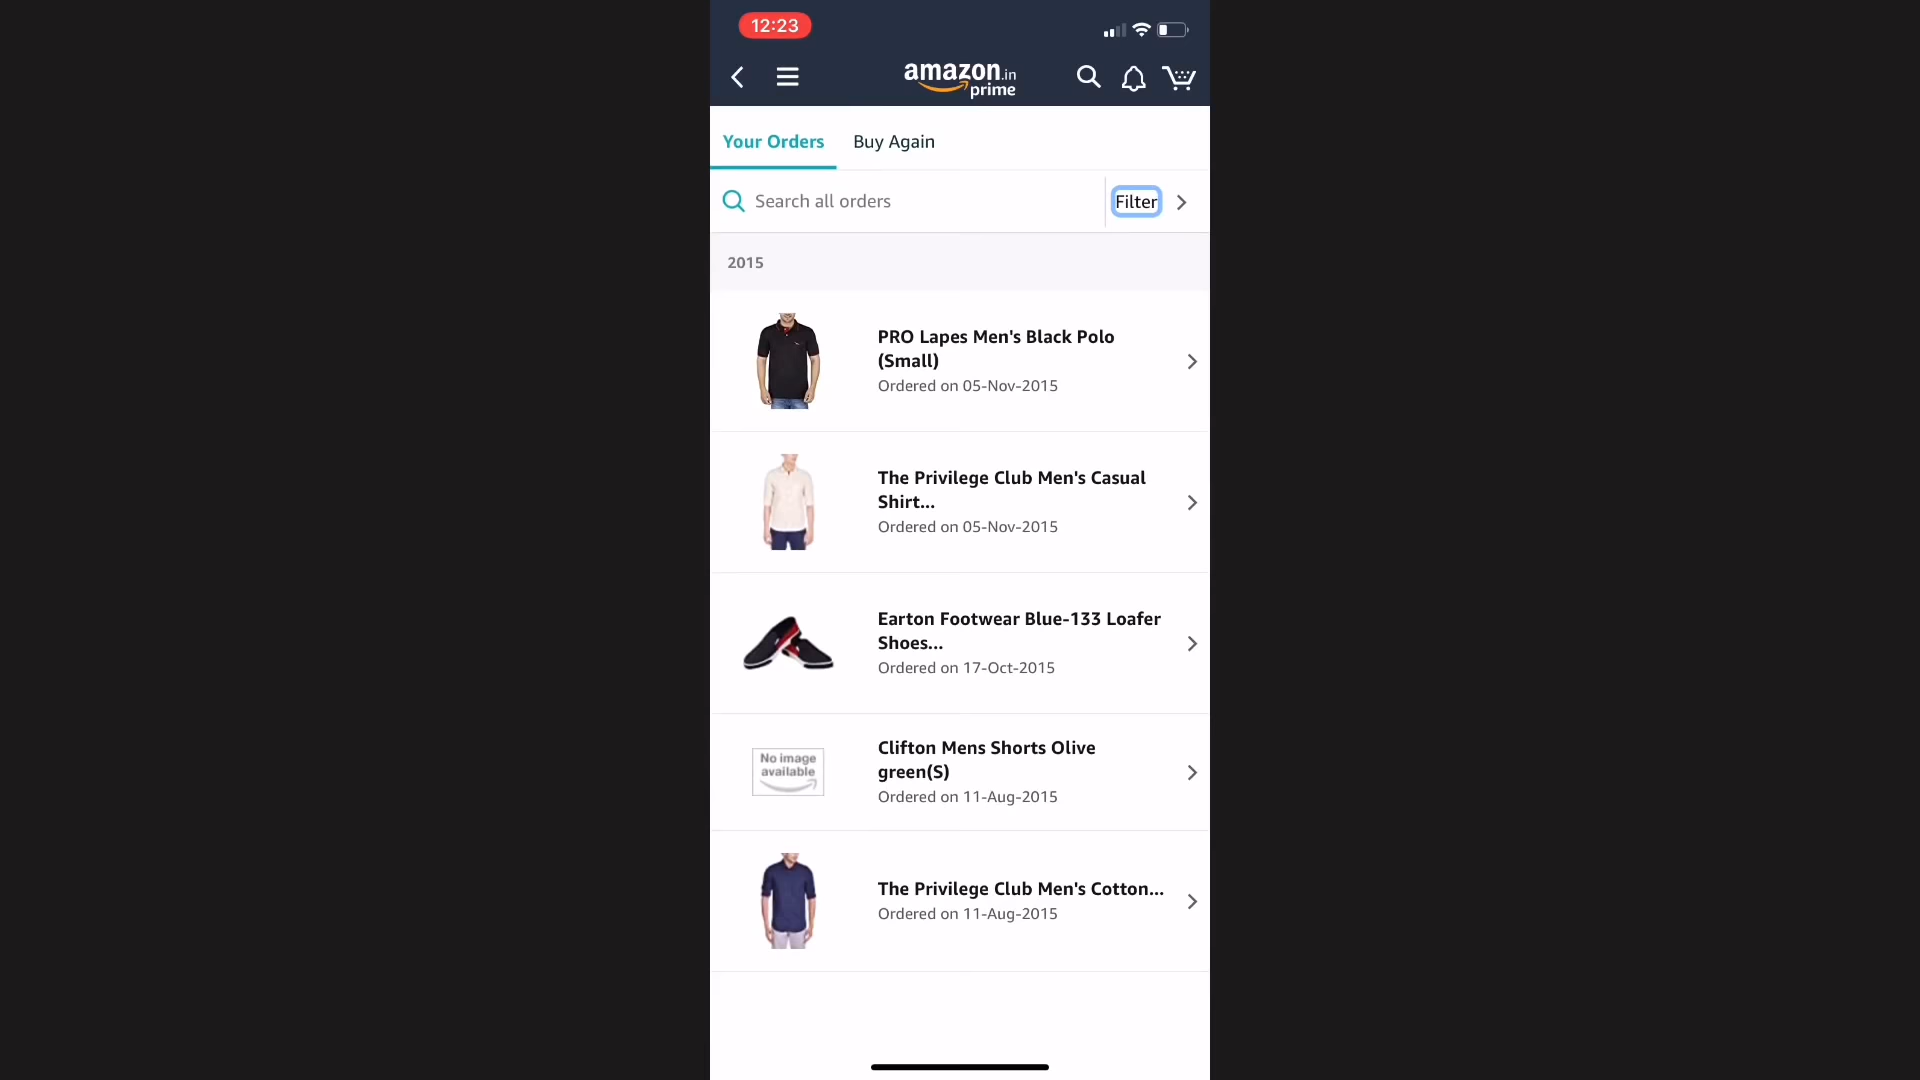 12:23
amazon.in
prime
Your Orders
Buy Again
Search all orders
Filter
2015
PRO Lapes Men's Black Polo
(Small)
Ordered on 05-Nov-2015
The Privilege Club Men's Casual
Shirt...
Ordered on 05-Nov-2015
Earton Footwear Blue-133 Loafer
Shoes...
Ordered on 17-Oct-2015
No image
available
Clifton Mens Shorts Olive
green(S)
Ordered on 11-Aug-2015
The Privilege Club Men's Cotton...
Ordered on 11-Aug-2015